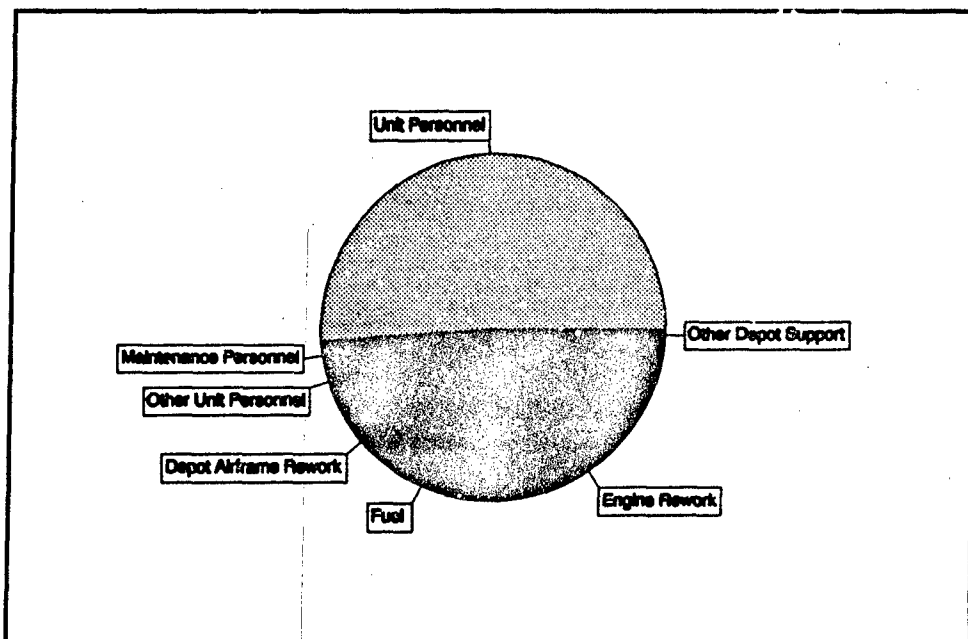 Unit Personnel
Other Depot Support
Maintenance Personnel
Other Unit Personnel
Depot Airframe Rework
Engine Rework
Fuel